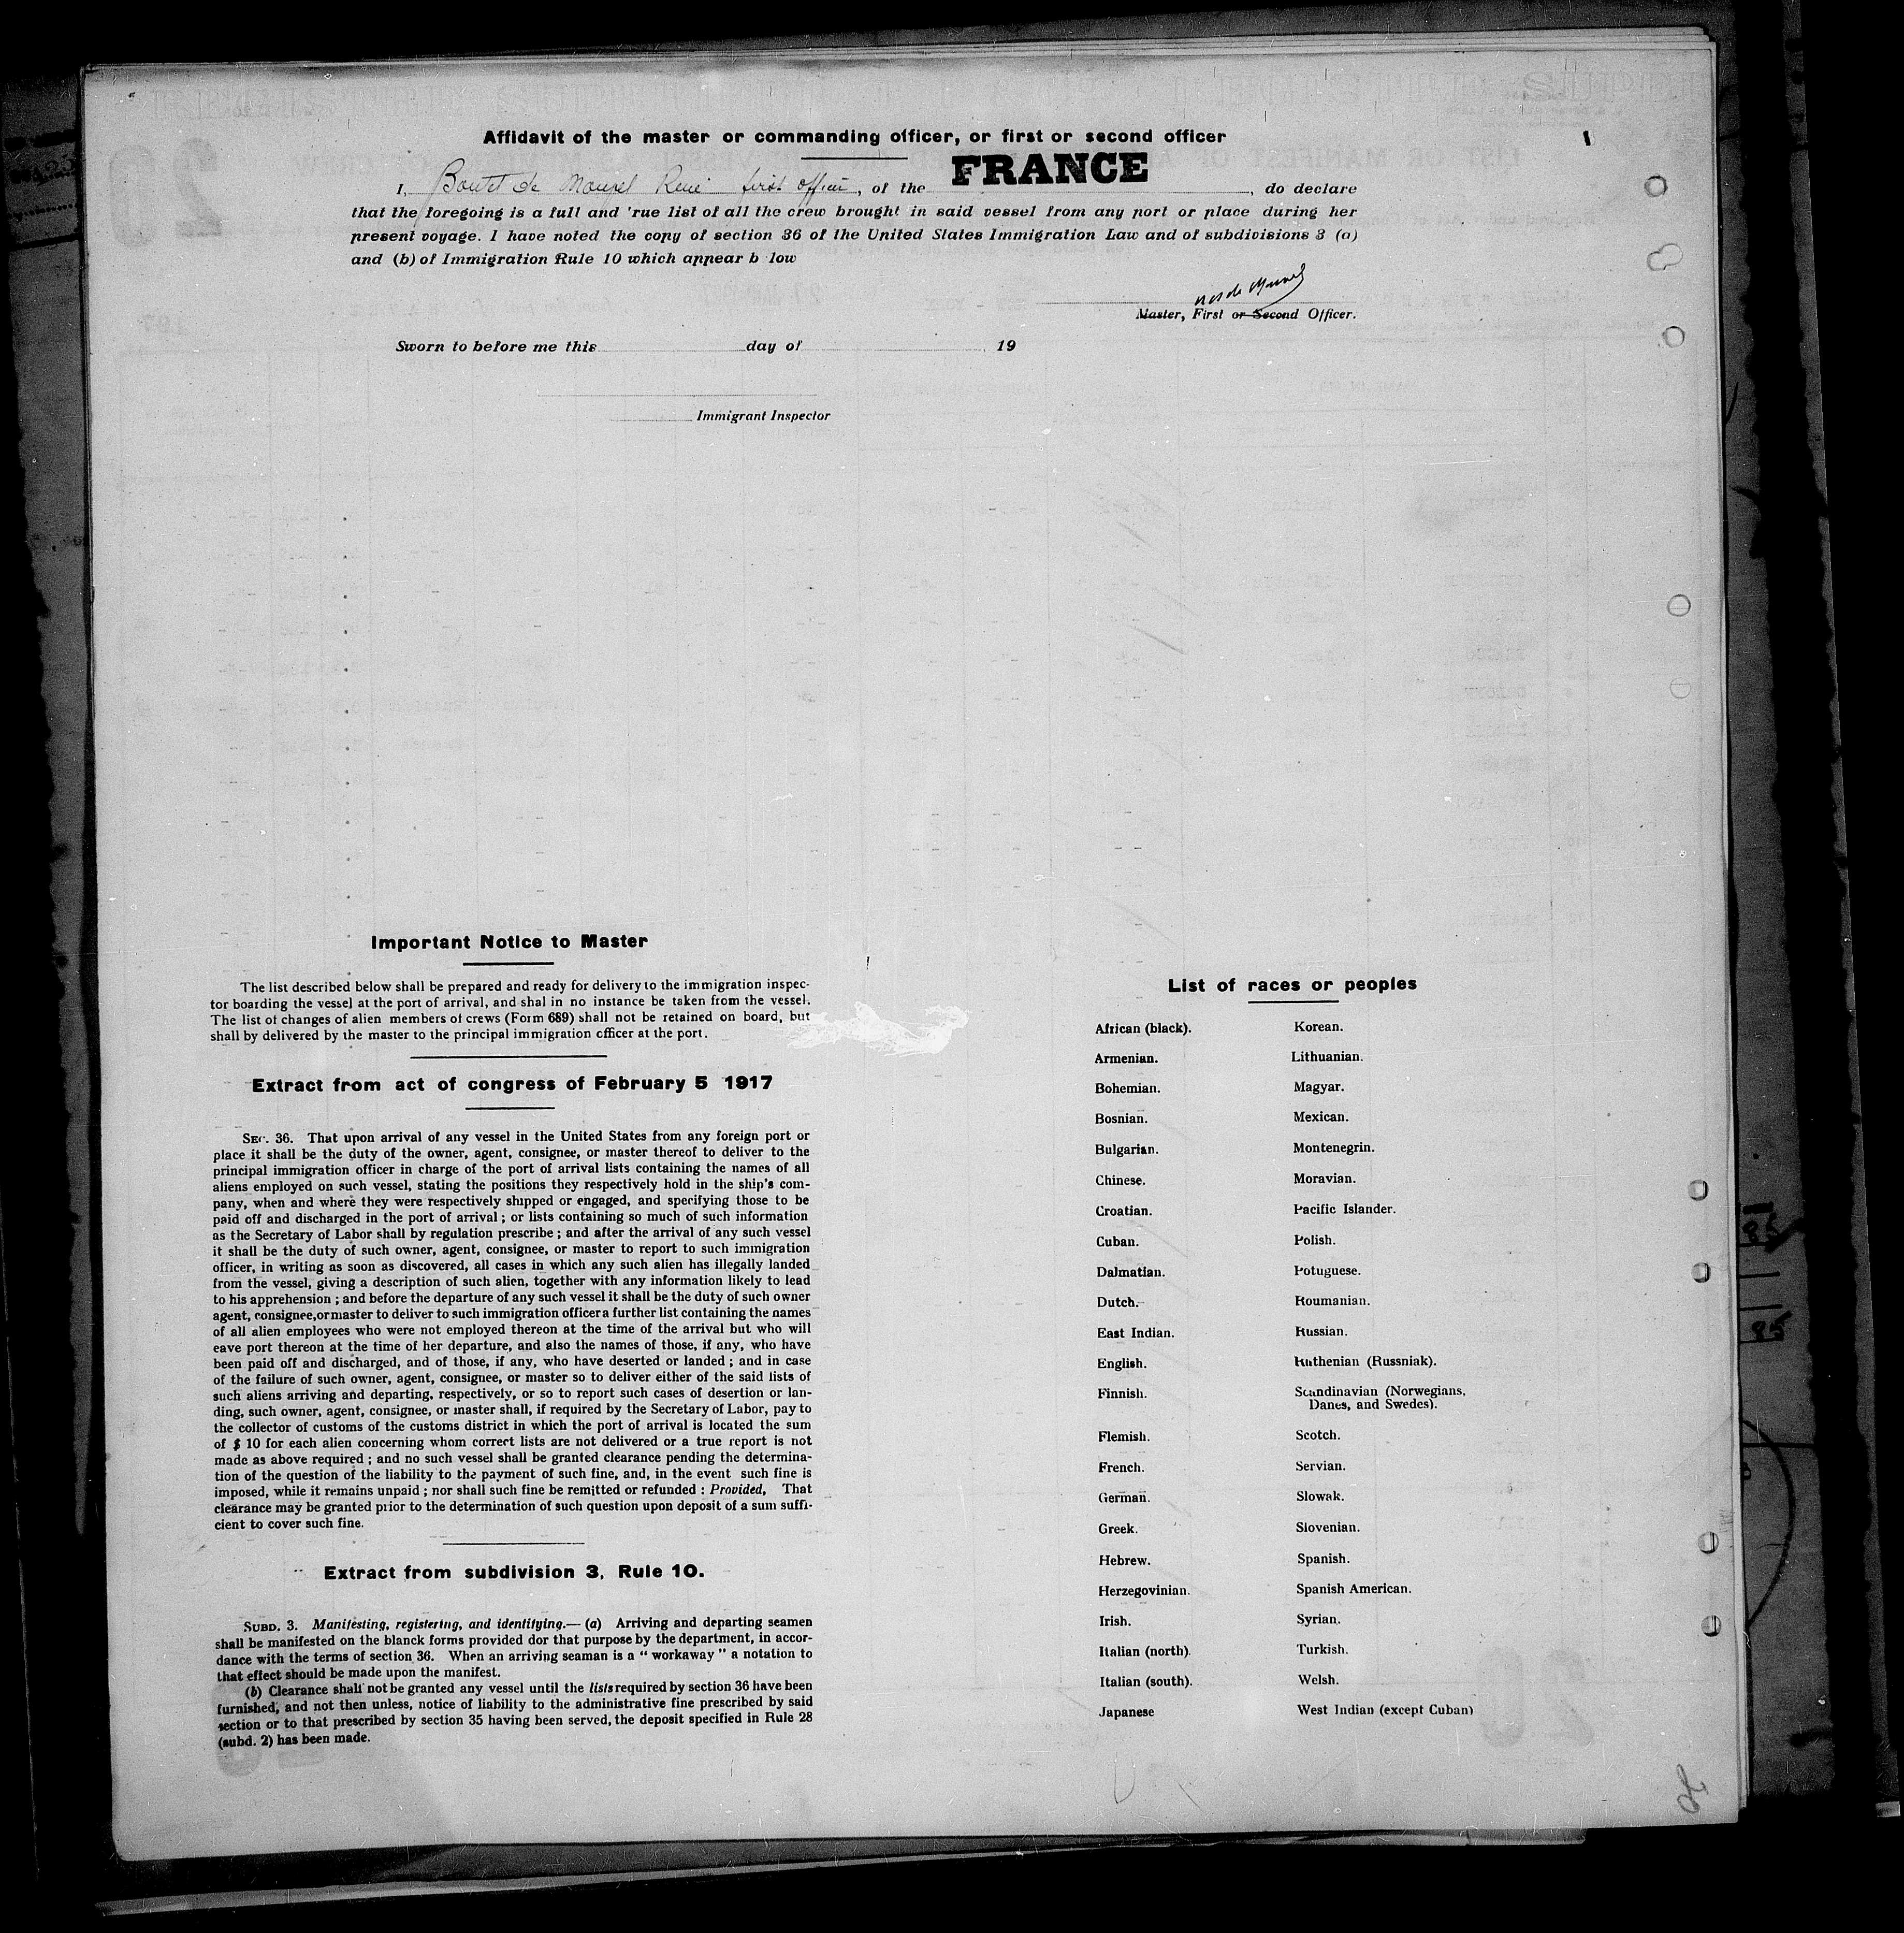 Affidavit of the master or commanding officer, or first or second officer
I, Boutet de Monvel René first officer, of the FRANCE, do declare
that the foregoing is a full and 'rue list of all the crew brought in said vessel from any port or place during her
present voyage. I have noted the copy of section 36 of the United States Immigration Law and of subdivisions 3 (a)
and (b) of Immigration Rule 10 which appear b low
Master, First or Second Officer.
Sworn to before me this day of 19
Immigrant Inspector
Important Notice to Master
The list described below shall be prepared and ready for delivery to the immigration inspec-
tor boarding the vessel at the port of arrival, and shal in no instance be taken from the vessel.
The list of changes of alien members of crews (Form 689) shall not be retained on board, but
shall by delivered by the master to the principal immigration officer at the port.
Extract from act of congress of February 5 1917
SEC. 36. That upon arrival of any vessel in the United States from any foreign port or
place it shall be the duty of the owner, agent, consignee, or master thereof to deliver to the
principal immigration officer in charge of the port of arrival lists containing the names of all
aliens employed on such vessel, stating the positions they respectively hold in the ship's com-
pany, when and where they were respectively shipped or engaged, and specifying those to be
paid off and discharged in the port of arrival ; or lists containing so much of such information
as the Secretary of Labor shall by regulation prescribe ; and after the arrival of any such vessel
it shall be the duty of such owner, agent, consignee, or master to report to such immigration
officer, in writing as soon as discovered, all cases in which any such alien has illegally landed
from the vessel, giving a description of such alien, together with any information likely to lead
to his apprehension ; and before the departure of any such vessel it shall be the duty of such owner
agent, consignee, or master to deliver to such immigration officer a further list containing the names
of all alien employees who were not employed thereon at the time of the arrival but who will
eave port thereon at the time of her departure, and also the names of those, if any, who have
been paid off and discharged, and of those, if any, who have deserted or landed ; and in case
of the failure of such owner, agent, consignee, or master so to deliver either of the said lists of
such aliens arriving and departing, respectively, or so to report such cases of desertion or lan-
ding, such owner, agent, consignee, or master shall, if required by the Secretary of Labor, pay to
the collector of customs of the customs district in which the port of arrival is located the sum
of $ 10 for each alien concerning whom correct lists are not delivered or a true report is not
made as above required ; and no such vessel shall be granted clearance pending the determina-
tion of the question of the liability to the payment of such fine, and, in the event such fine is
imposed, while it remains unpaid ; nor shall such fine be remitted or refunded : Provided, That
clearance may be granted prior to the determination of such question upon deposit of a sum suffi-
cient to cover such fine.
Extract from subdivision 3, Rule 10.
SUBD. 3. Manifesting, registering, and identifying.— (a) Arriving and departing seamen
shall be manifested on the blanck forms provided dor that purpose by the department, in accor-
dance with the terms of section 36. When an arriving seaman is a " workaway " a notation to
that effect should be made upon the manifest.
(b) Clearance shall not be granted any vessel until the lists required by section 36 have been
furnished, and not then unless, notice of liability to the administrative fine prescribed by said
section or to that prescribed by section 35 having been served, the deposit specified in Rule 28
(subd. 2) has been made.
List of races or peoples
African (black). Korean.
Armenian. Lithuanian.
Bohemian. Magyar.
Bosnian. Mexican.
Bulgarian. Montenegrin.
Chinese. Moravian.
Croatian. Pacific Islander.
Cuban. Polish.
Dalmatian. Potuguese.
Dutch. Roumanian.
East Indian. Russian.
English. Ruthenian (Russniak).
Finnish. Scandinavian (Norwegians,
Danes, and Swedes).
Flemish. Scotch.
French. Servian.
German. Slowak.
Greek. Slovenian.
Hebrew. Spanish.
Herzegovinian. Spanish American.
Irish. Syrian.
Italian (north). Turkish.
Italian (south). Welsh.
Japanese West Indian (except Cuban)